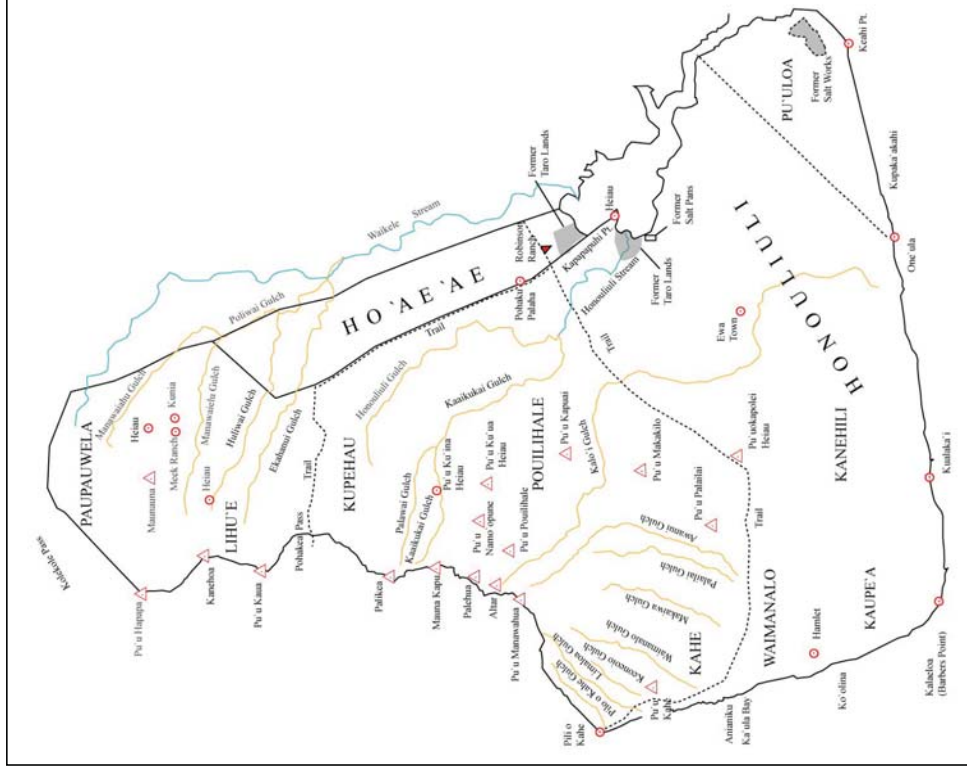 Kolekole Pass
PAUPAUWELA
Pu`u Hapapa
Maunauna
Heiau
Meek Ranch
Kunia
Manawaiahu Gulch
Poliwai Gulch
Waikele
Stream
Kanehoa
Heiau
Manawaielu Gulch
LIHU`E
Huliwai Gulch
Ekahanui Gulch
Pu`u Kaua
Pohakea Pass
Trail
KUPEHAU
HO`AE`AE
Trail
Honouliuli Gulch
Palikea
Palawai Gulch
Kaaikukai Gulch
Kaaikukai Gulch
Mauna Kapu
Pu`u Ku`ina
Heiau
Pu`u Ku`ua
Heiau
Palehua
Pu`u
Namo`opune
Altar
Pu`u Pouilihale
POUILIHALE
Pu`u Manawahua
Pu`u Kapuai
Kalo`i Gulch
Pohaku
Palaha
Robinson
Ranch
Former
Taro Lands
Kapapapuhi Pt.
Heiau
Honouliuli Stream
Former
Taro Lands
Former
Salt Pans
Trail
Pili o
Kahe
Pilo o Kahe Gulch
Limaloa Gulch
Keoneoio Gulch
Waimanalo Gulch
Makaiwa Gulch
Palailai Gulch
Awanui Gulch
Pu`u
Kahe
KAHE
Pu`u Makakilo
Pu`u Palailai
Pu`uokapolei
Heiau
Trail
Ewa
Town
Anianiku
Ka`ula Bay
WAIMANALO
Hamlet
Ko`olina
KAUPE`A
KANEHILI
HONOULIULI
PU`ULOA
Former
Salt Works
Kalaeloa
(Barbers Point)
Kualaka`i
One`ula
Kupaka`akahi
Keahi Pt.